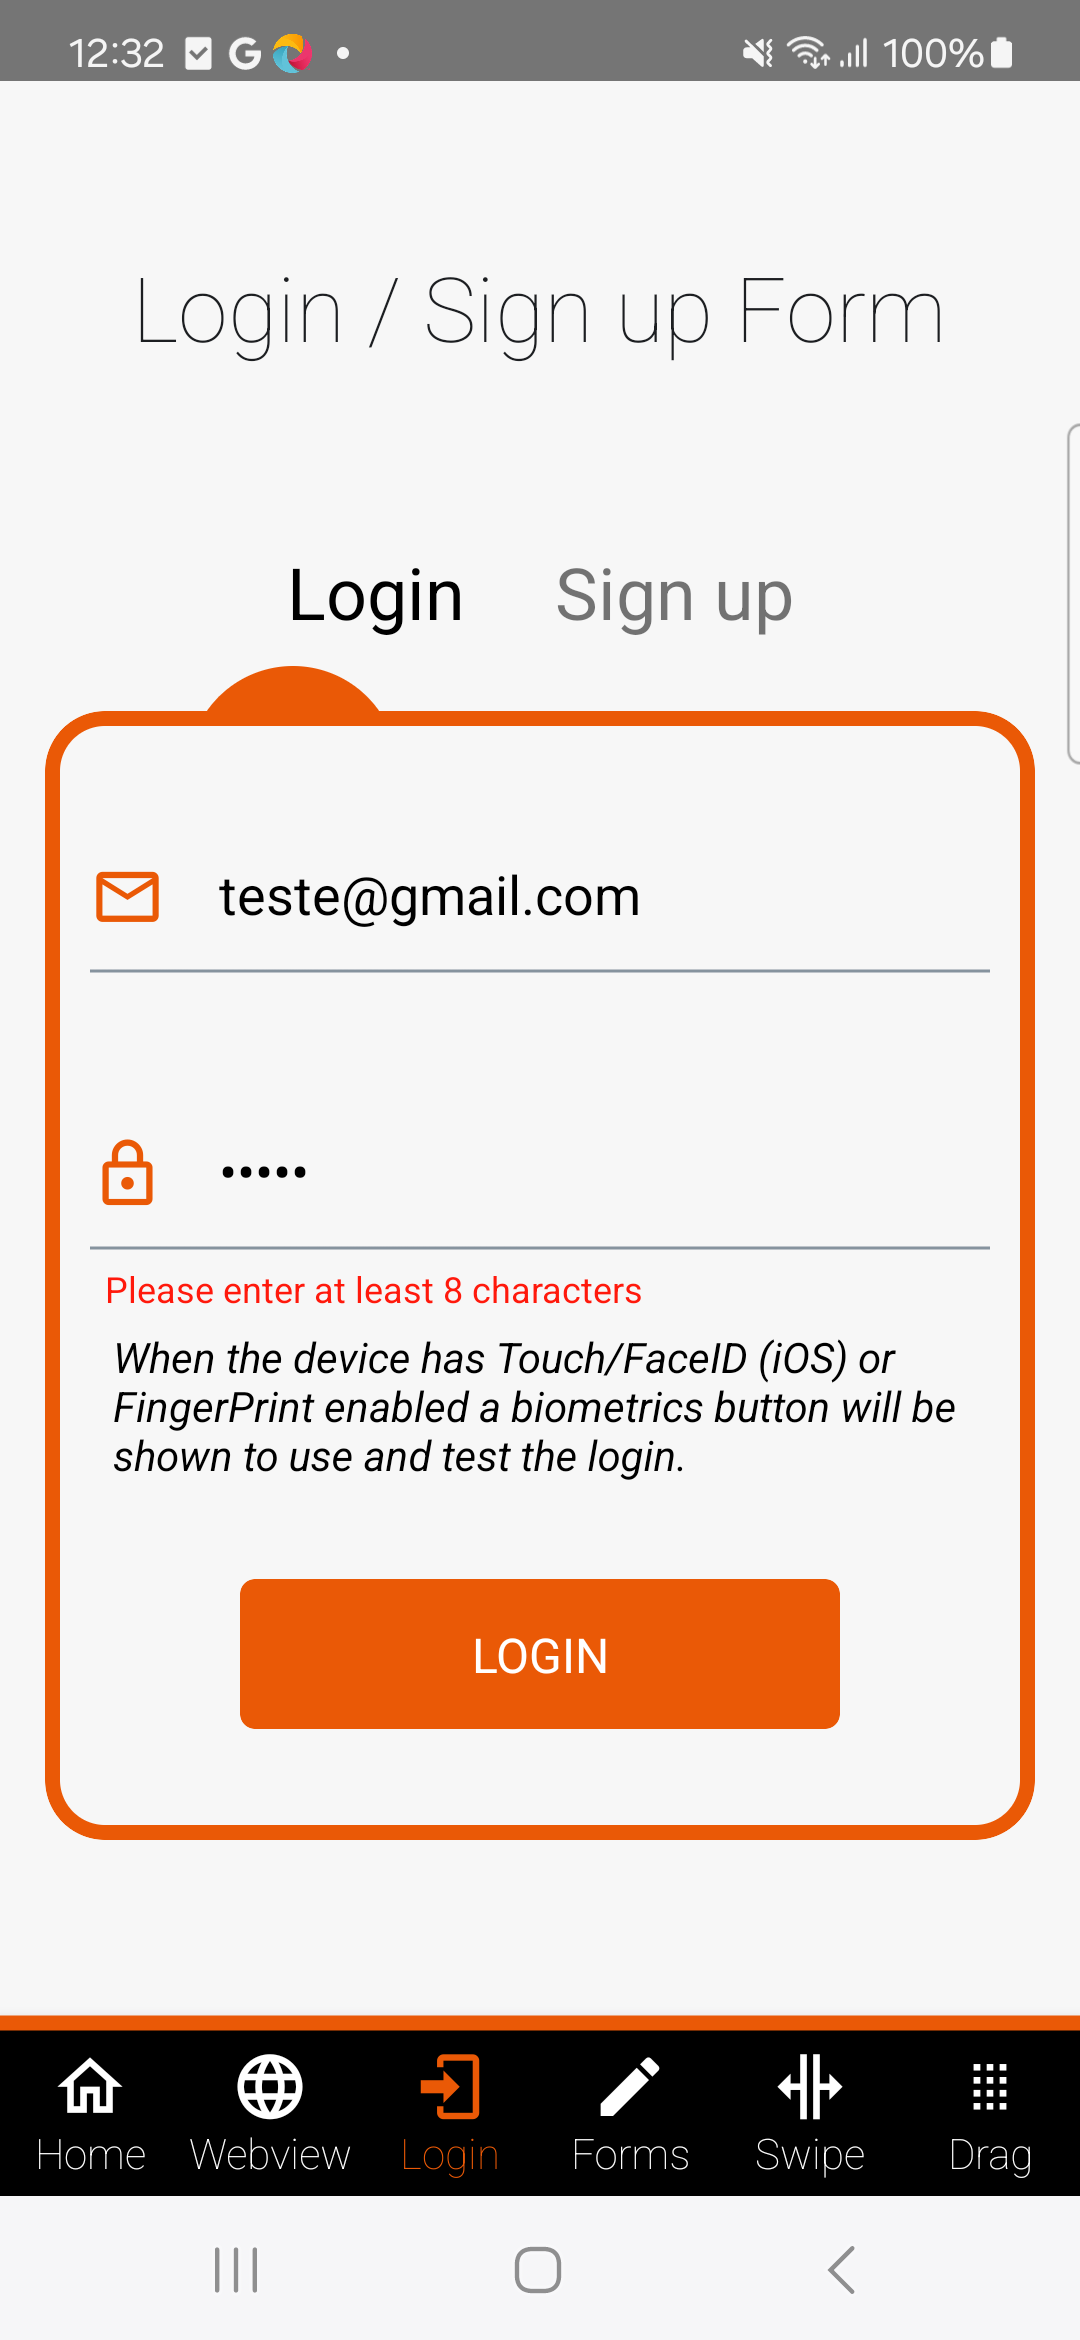 12:32 100%
Login / Sign up Form
Login Sign up
teste@gmail.com
•••••
Please enter at least 8 characters
When the device has Touch/FaceID (iOS) or
FingerPrint enabled a biometrics button will be
shown to use and test the login.
LOGIN
Home Webview Login Forms Swipe Drag